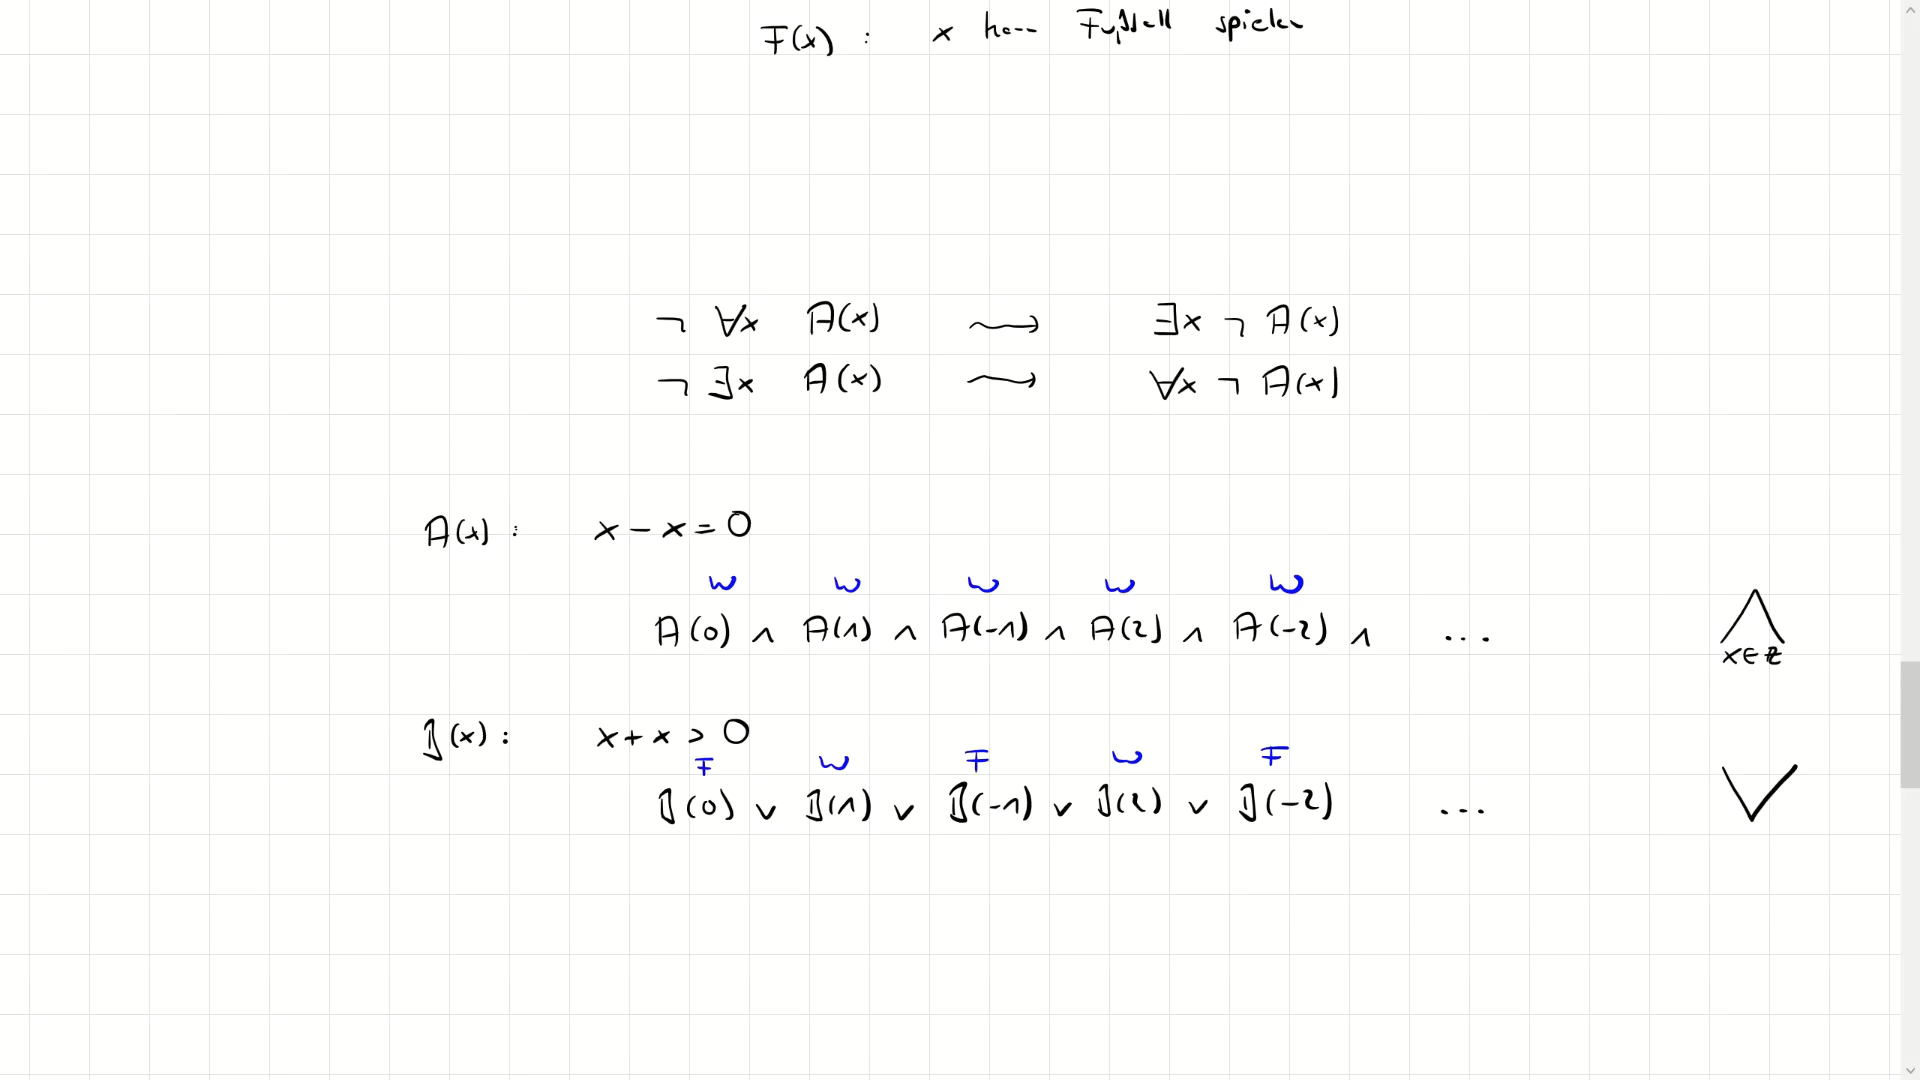 F(x) : x kann Fußball spielen
¬ ∀x A(x) ⇝ ∃x ¬ A(x)
¬ ∃x A(x) ⇝ ∀x ¬ A(x)
A(x) : x - x = 0
W W W W W
A(0) ∧ A(1) ∧ A(-1) ∧ A(2) ∧ A(-2) ∧ ... ⋀
x∈ℤ
B(x) : x + x > 0
F W F W F
B(0) ∨ B(1) ∨ B(-1) ∨ B(2) ∨ B(-2) ... ⋁